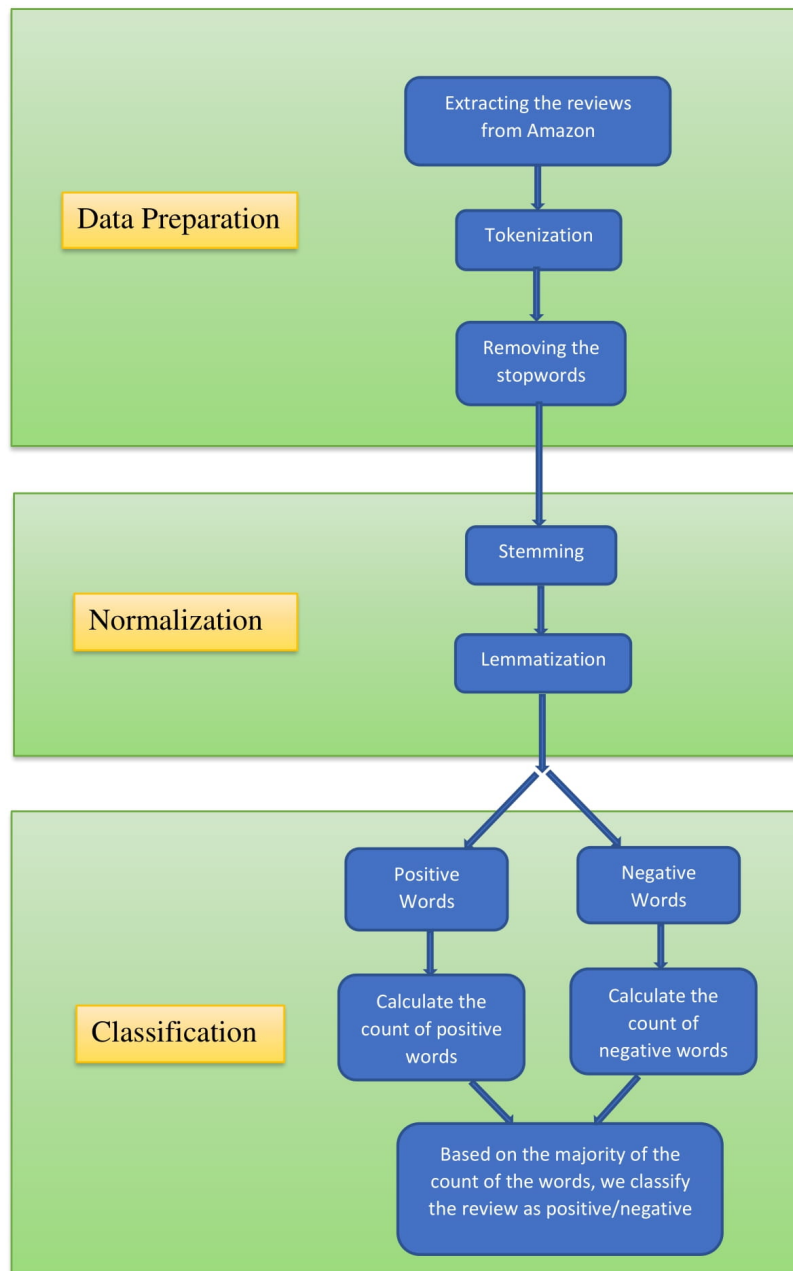 Extracting the reviews
from Amazon
Data Preparation
Tokenization
Removing the
stopwords
Stemming
Normalization
Lemmatization
Positive
Words
Negative
Words
Calculate the
count of positive
words
Calculate the
count of
negative words
Classification
Based on the majority of the
count of the words, we classify
the review as positive/negative